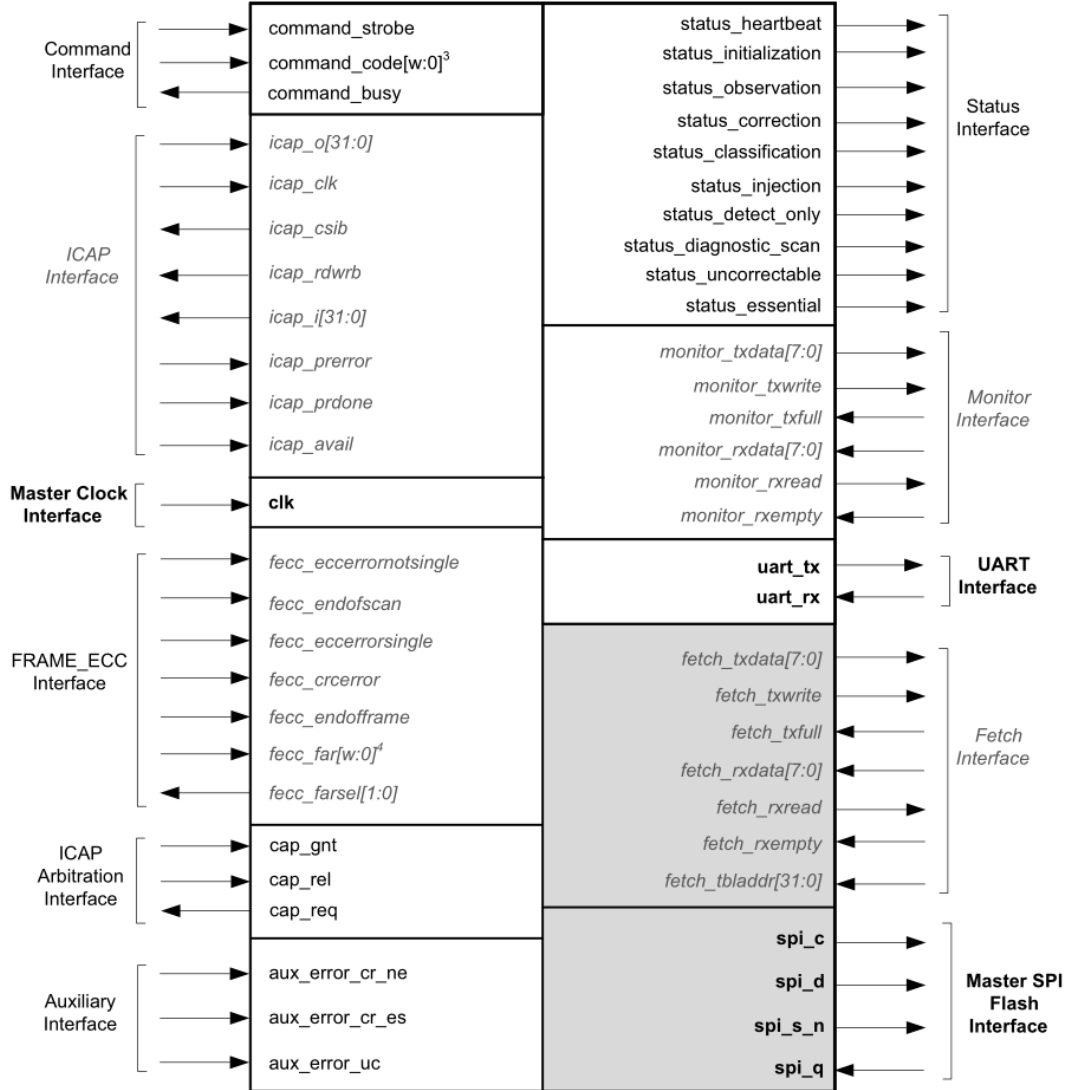 Command
Interface
command_strobe
command_code[w:0]³
command_busy
ICAP
Interface
icap_o[31:0]
icap_clk
icap_csib
icap_rdwrb
icap_i[31:0]
icap_prerror
icap_prdone
icap_avail
Master Clock
Interface
clk
FRAME_ECC
Interface
fecc_eccerrornotsingle
fecc_endofscan
fecc_eccerrorsingle
fecc_crcerror
fecc_endofframe
fecc_far[w:0]⁴
fecc_farsel[1:0]
ICAP
Arbitration
Interface
cap_gnt
cap_rel
cap_req
Auxiliary
Interface
aux_error_cr_ne
aux_error_cr_es
aux_error_uc
status_heartbeat
status_initialization
status_observation
status_correction
status_classification
status_injection
status_detect_only
status_diagnostic_scan
status_uncorrectable
status_essential
Status
Interface
monitor_txdata[7:0]
monitor_txwrite
monitor_txfull
monitor_rxdata[7:0]
monitor_rxread
monitor_rxempty
Monitor
Interface
uart_tx
uart_rx
UART
Interface
fetch_txdata[7:0]
fetch_txwrite
fetch_txfull
fetch_rxdata[7:0]
fetch_rxread
fetch_rxempty
fetch_tbladdr[31:0]
Fetch
Interface
spi_c
spi_d
spi_s_n
spi_q
Master SPI
Flash
Interface